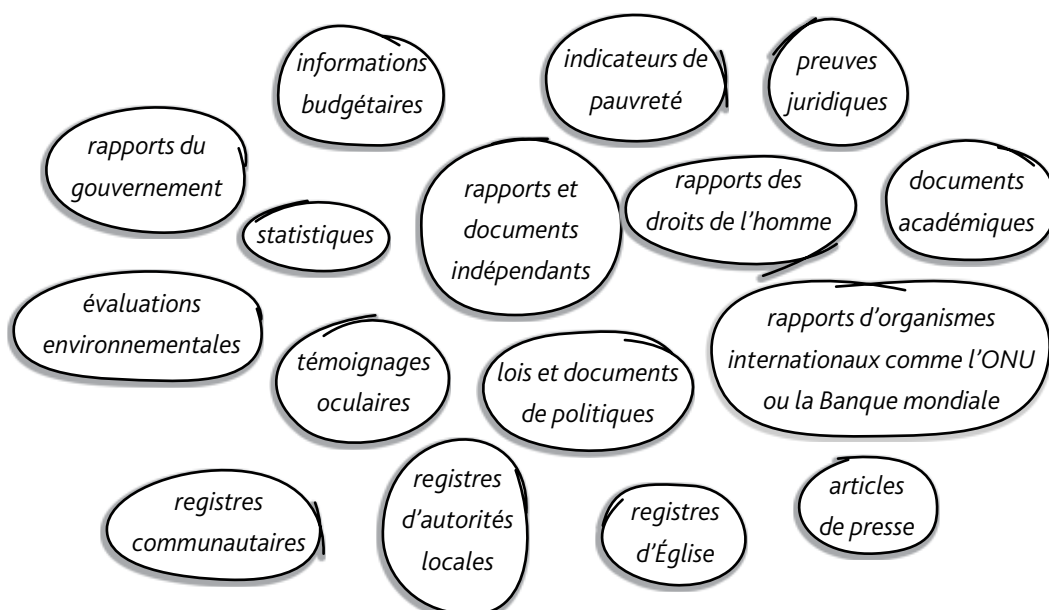 informations
budgétaires
indicateurs de
pauvreté
preuves
juridiques
rapports du
gouvernement
statistiques
rapports et
documents
indépendants
rapports des
droits de l'homme
documents
académiques
évaluations
environnementales
témoignages
oculaires
lois et documents
de politiques
rapports d'organismes
internationaux comme l'ONU
ou la Banque mondiale
registres
communautaires
registres
d'autorités
locales
registres
d'Église
articles
de presse